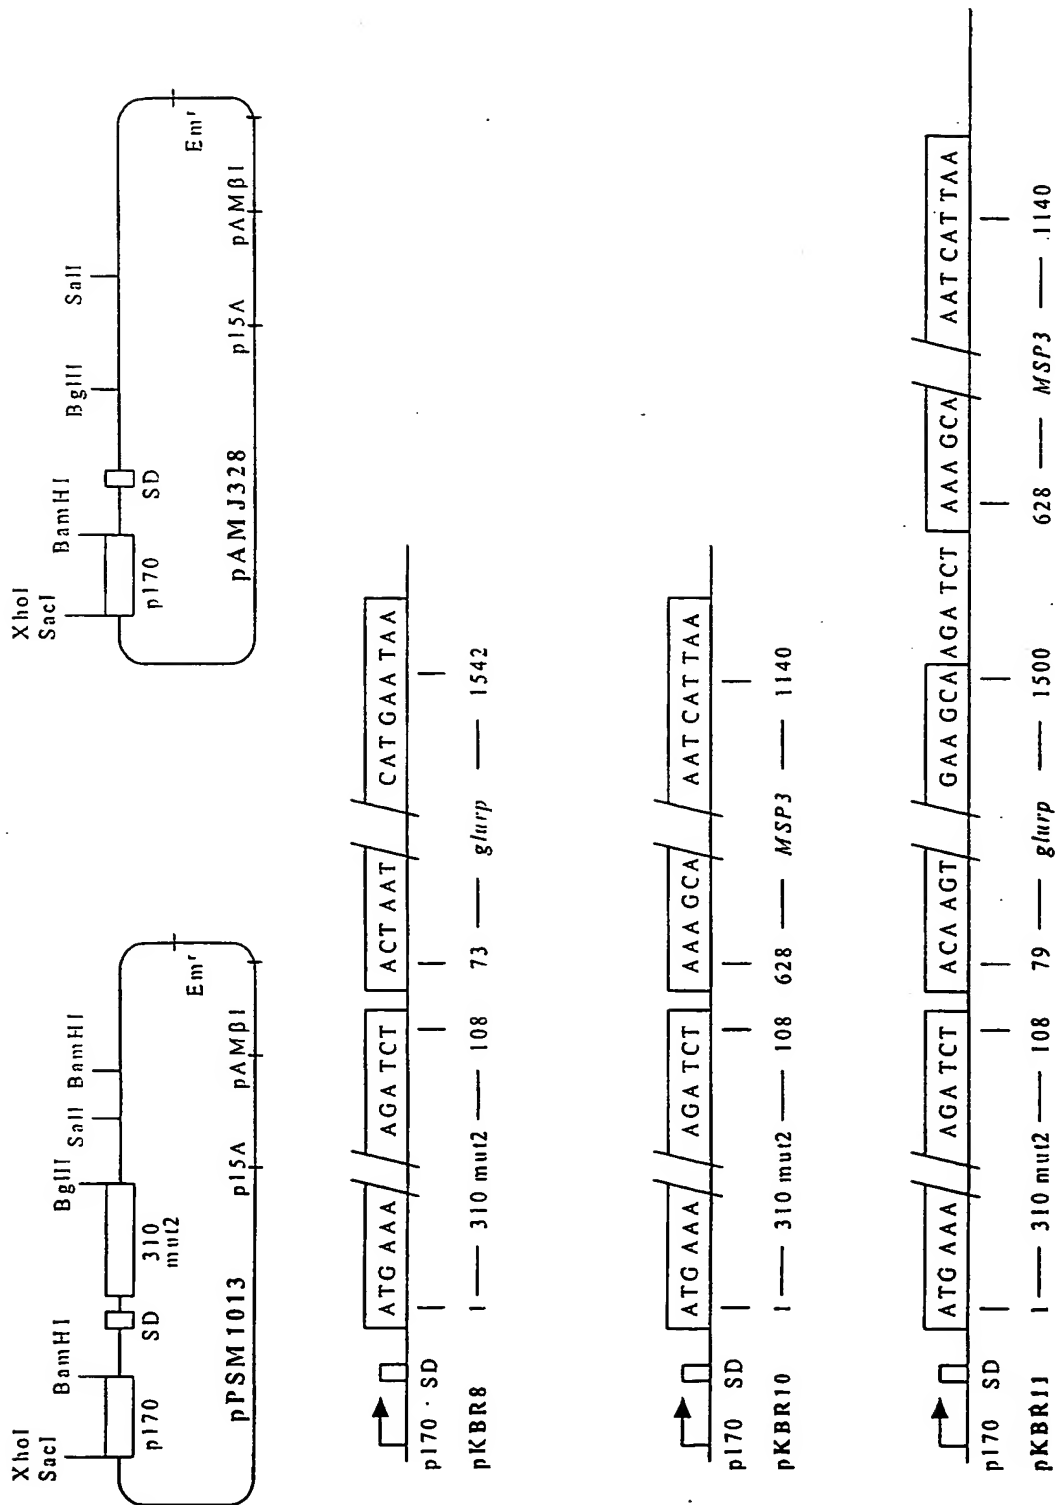 XhoI
SacI
BamHI
BglII
SalI
BamHI
p170
SD
310
mut2
Em^r
pPSM1013
p15A
pAMβ1
XhoI
SacI
BamHI
BglII
SalI
p170
SD
Em^r
pAMJ328
p15A
pAMβ1
ATG AAA AGA TCT ACT AAT CAT GAA TAA
p170 · SD 1 — 310 mut2 — 108 73 — glurp — 1542
pKBR8
ATG AAA AGA TCT AAA GCA AAT CAT TAA
p170 SD 1 — 310 mut2 — 108 628 — MSP3 — 1140
pKBR10
ATG AAA AGA TCT ACA AGT GAA GCA AGA TCT AAA GCA AAT CAT TAA
p170 SD 1 — 310 mut2 — 108 79 — glurp — 1500 628 — MSP3 — 1140
pKBR11